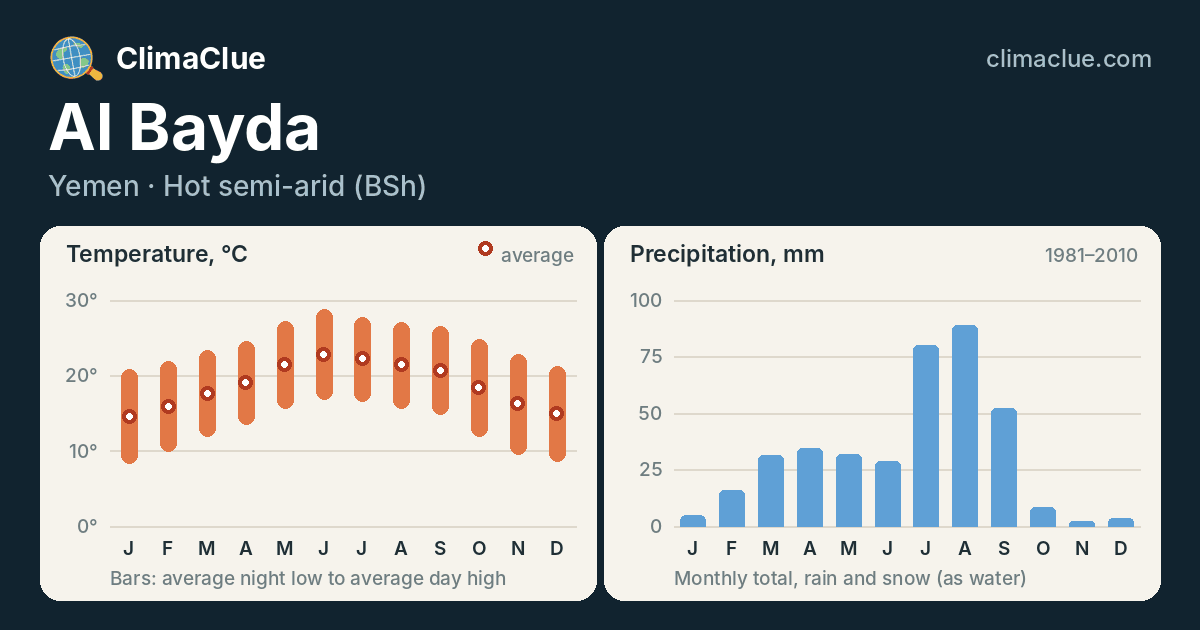 ClimaClue
climaclue.com
Al Bayda
Yemen · Hot semi-arid (BSh)
Temperature, °C
average
30°
20°
10°
0°
J F M A M J J A S O N D
Bars: average night low to average day high
Precipitation, mm
1981–2010
100
75
50
25
0
J F M A M J J A S O N D
Monthly total, rain and snow (as water)